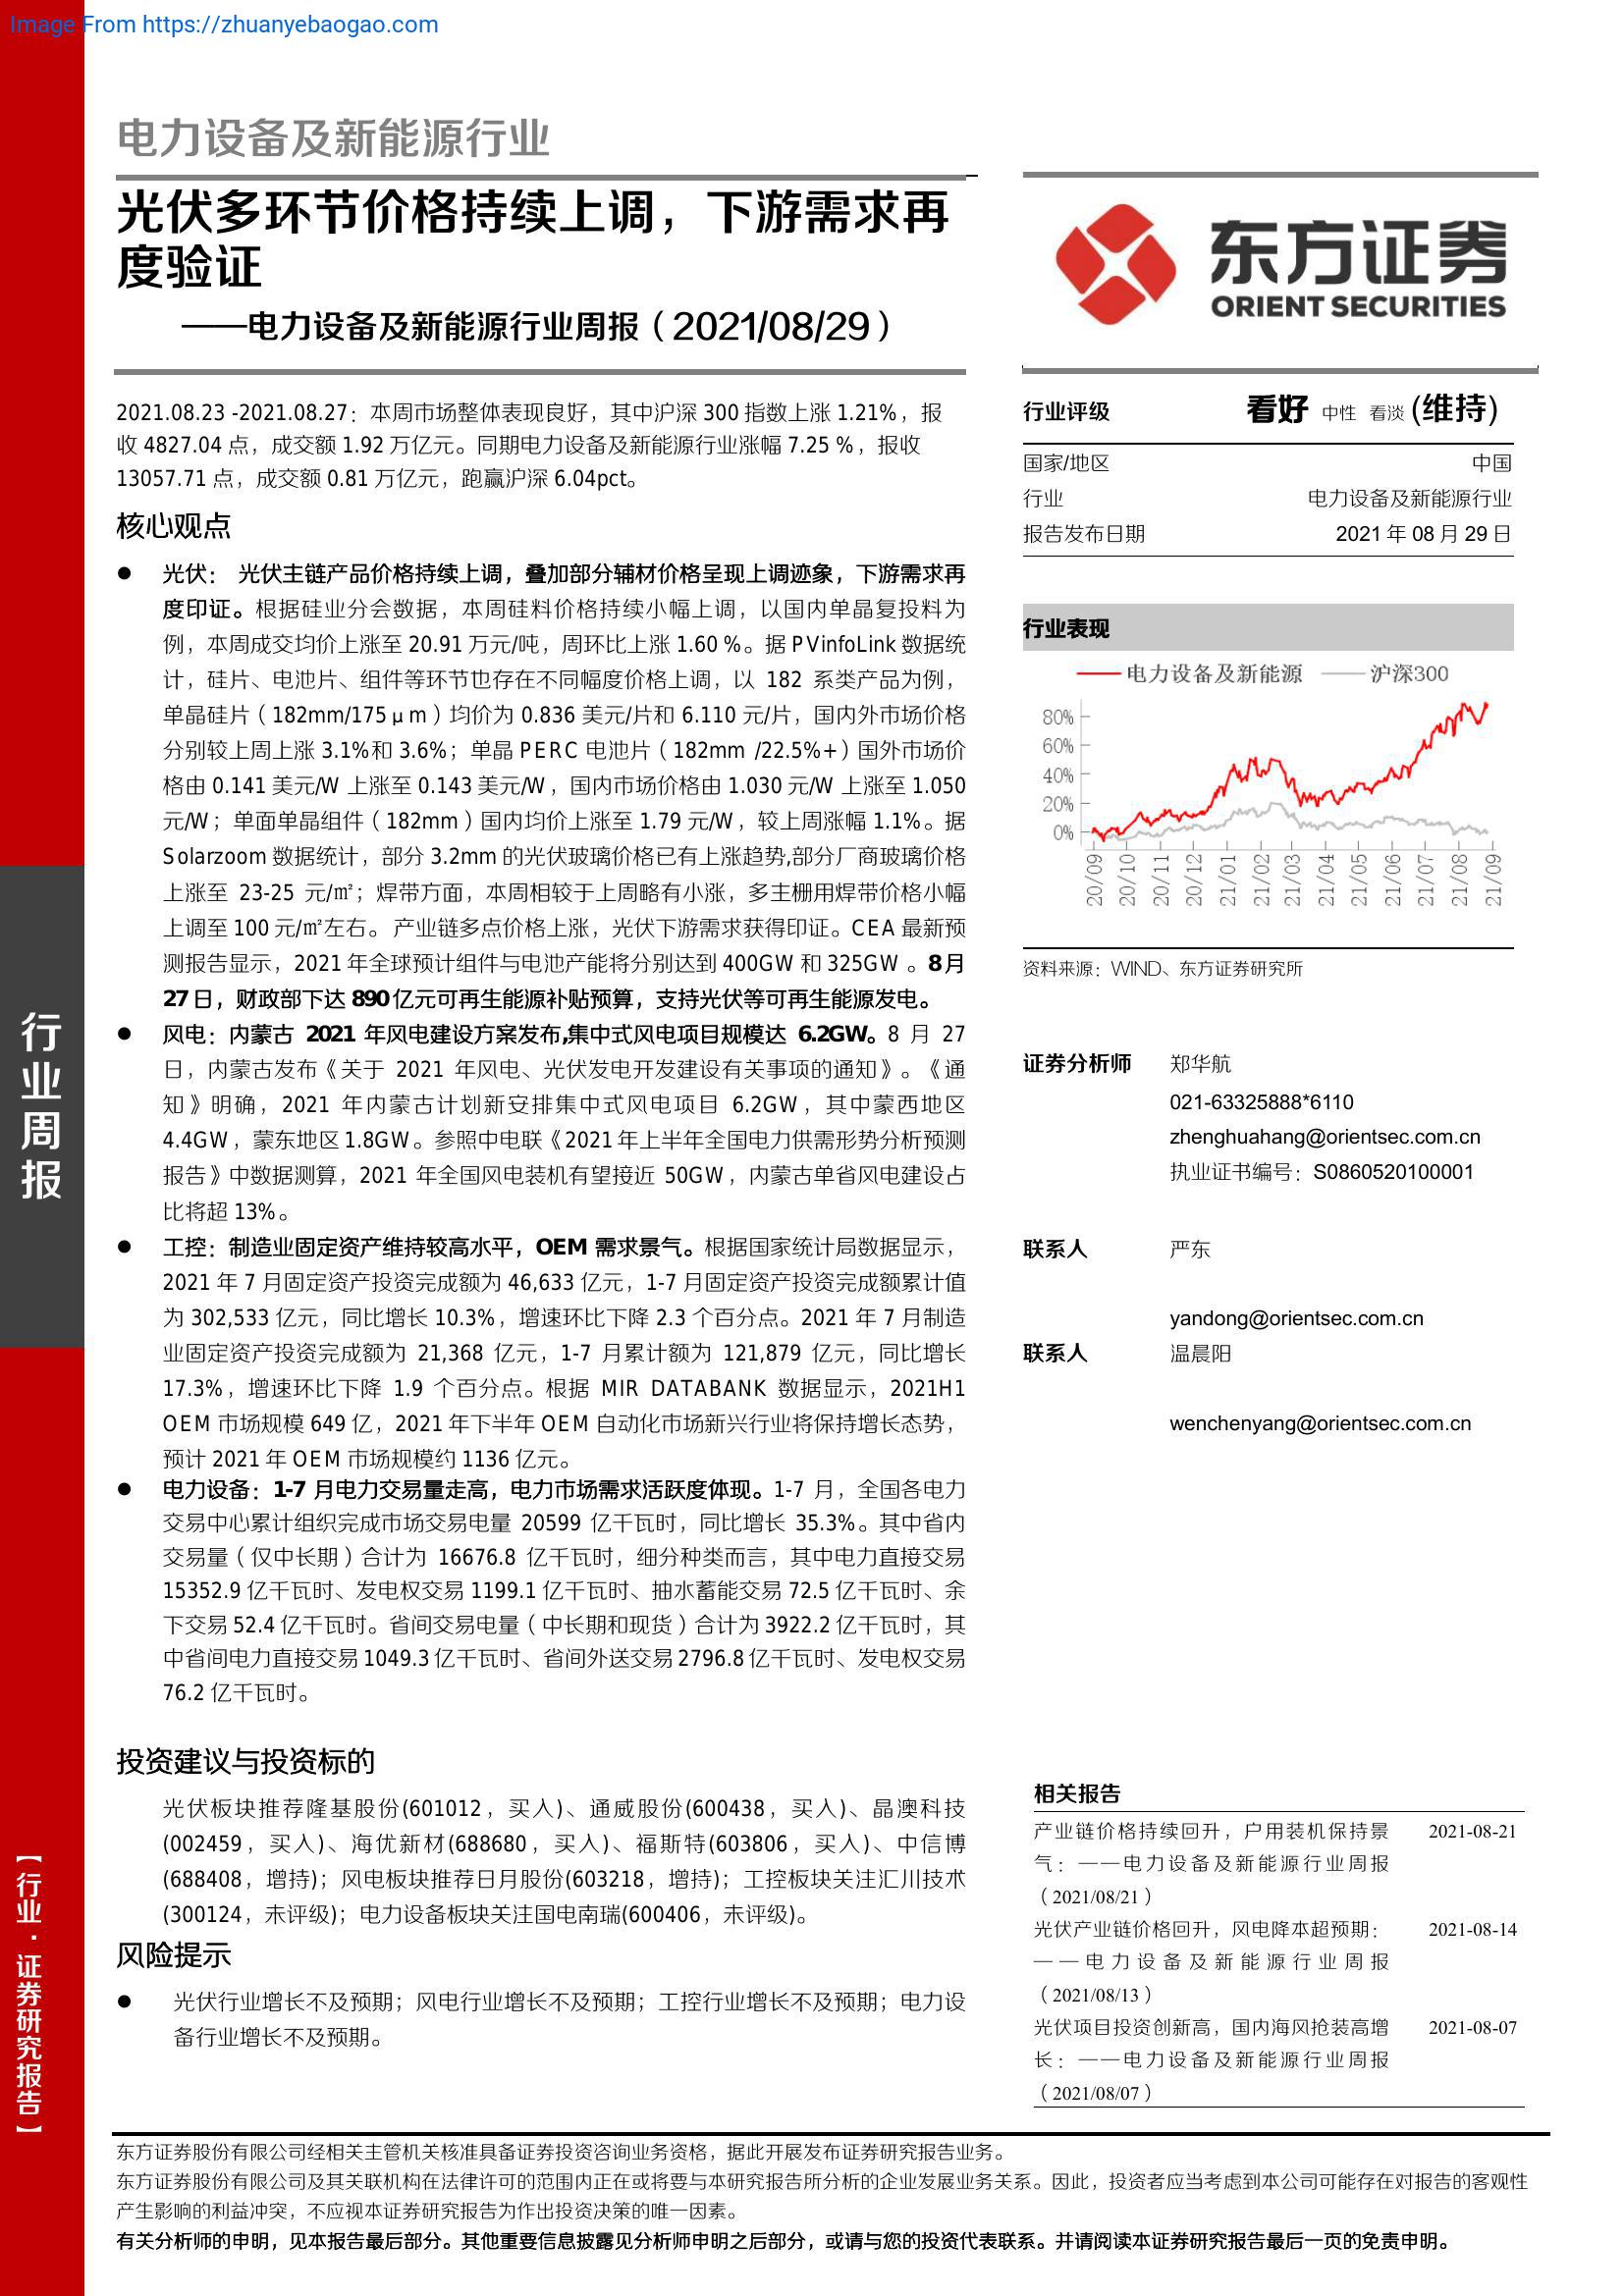 Image From https://zhuanyebaogao.com
电力设备及新能源行业
光伏多环节价格持续上调，下游需求再
度验证
——电力设备及新能源行业周报（2021/08/29）
2021.08.23 -2021.08.27：本周市场整体表现良好，其中沪深 300 指数上涨 1.21%，报
收 4827.04 点，成交额 1.92 万亿元。同期电力设备及新能源行业涨幅 7.25 %，报收
13057.71 点，成交额 0.81 万亿元，跑赢沪深 6.04pct。
核心观点
● 光伏： 光伏主链产品价格持续上调，叠加部分辅材价格呈现上调迹象，下游需求再
度印证。根据硅业分会数据，本周硅料价格持续小幅上调，以国内单晶复投料为
例，本周成交均价上涨至 20.91 万元/吨，周环比上涨 1.60 %。据 PVinfoLink 数据统
计，硅片、电池片、组件等环节也存在不同幅度价格上调，以 182 系类产品为例，
单晶硅片（182mm/175μm）均价为 0.836 美元/片和 6.110 元/片，国内外市场价格
分别较上周上涨 3.1%和 3.6%；单晶 PERC 电池片（182mm /22.5%+）国外市场价
格由 0.141 美元/W 上涨至 0.143 美元/W，国内市场价格由 1.030 元/W 上涨至 1.050
元/W；单面单晶组件（182mm）国内均价上涨至 1.79 元/W，较上周涨幅 1.1%。据
Solarzoom 数据统计，部分 3.2mm 的光伏玻璃价格已有上涨趋势,部分厂商玻璃价格
上涨至 23-25 元/㎡；焊带方面，本周相较于上周略有小涨，多主栅用焊带价格小幅
上调至 100 元/㎡左右。 产业链多点价格上涨，光伏下游需求获得印证。CEA 最新预
测报告显示，2021 年全球预计组件与电池产能将分别达到 400GW 和 325GW 。8 月
27 日，财政部下达 890 亿元可再生能源补贴预算，支持光伏等可再生能源发电。
● 风电：内蒙古 2021 年风电建设方案发布,集中式风电项目规模达 6.2GW。8 月 27
日，内蒙古发布《关于 2021 年风电、光伏发电开发建设有关事项的通知》。《通
知》明确，2021 年内蒙古计划新安排集中式风电项目 6.2GW，其中蒙西地区
4.4GW，蒙东地区 1.8GW。参照中电联《2021 年上半年全国电力供需形势分析预测
报告》中数据测算，2021 年全国风电装机有望接近 50GW，内蒙古单省风电建设占
比将超 13%。
● 工控：制造业固定资产维持较高水平，OEM 需求景气。根据国家统计局数据显示，
2021 年 7 月固定资产投资完成额为 46,633 亿元，1-7 月固定资产投资完成额累计值
为 302,533 亿元，同比增长 10.3%，增速环比下降 2.3 个百分点。2021 年 7 月制造
业固定资产投资完成额为 21,368 亿元，1-7 月累计额为 121,879 亿元，同比增长
17.3%，增速环比下降 1.9 个百分点。根据 MIR DATABANK 数据显示，2021H1
OEM 市场规模 649 亿，2021 年下半年 OEM 自动化市场新兴行业将保持增长态势，
预计 2021 年 OEM 市场规模约 1136 亿元。
● 电力设备：1-7 月电力交易量走高，电力市场需求活跃度体现。1-7 月，全国各电力
交易中心累计组织完成市场交易电量 20599 亿千瓦时，同比增长 35.3%。其中省内
交易量（仅中长期）合计为 16676.8 亿千瓦时，细分种类而言，其中电力直接交易
15352.9 亿千瓦时、发电权交易 1199.1 亿千瓦时、抽水蓄能交易 72.5 亿千瓦时、余
下交易 52.4 亿千瓦时。省间交易电量（中长期和现货）合计为 3922.2 亿千瓦时，其
中省间电力直接交易 1049.3 亿千瓦时、省间外送交易 2796.8 亿千瓦时、发电权交易
76.2 亿千瓦时。
投资建议与投资标的
光伏板块推荐隆基股份(601012，买入)、通威股份(600438，买入)、晶澳科技
(002459，买入)、海优新材(688680，买入)、福斯特(603806，买入)、中信博
(688408，增持)；风电板块推荐日月股份(603218，增持)；工控板块关注汇川技术
(300124，未评级)；电力设备板块关注国电南瑞(600406，未评级)。
风险提示
● 光伏行业增长不及预期；风电行业增长不及预期；工控行业增长不及预期；电力设
备行业增长不及预期。
东方证券
ORIENT SECURITIES
行业评级 看好 中性 看淡 (维持)
国家/地区 中国
行业 电力设备及新能源行业
报告发布日期 2021 年 08 月 29 日
行业表现
电力设备及新能源 沪深300
80%
60%
40%
20%
0%
20/09 20/10 20/11 20/12 21/01 21/02 21/03 21/04 21/05 21/06 21/07 21/08 21/09
资料来源：WIND、东方证券研究所
证券分析师 郑华航
021-63325888*6110
zhenghuahang@orientsec.com.cn
执业证书编号：S0860520100001
联系人 严东
yandong@orientsec.com.cn
联系人 温晨阳
wenchenyang@orientsec.com.cn
相关报告
产业链价格持续回升，户用装机保持景 2021-08-21
气：——电力设备及新能源行业周报
（2021/08/21）
光伏产业链价格回升，风电降本超预期： 2021-08-14
——电力设备及新能源行业周报
（2021/08/13）
光伏项目投资创新高，国内海风抢装高增 2021-08-07
长：——电力设备及新能源行业周报
（2021/08/07）
行业周报
【行业·证券研究报告】
东方证券股份有限公司经相关主管机关核准具备证券投资咨询业务资格，据此开展发布证券研究报告业务。
东方证券股份有限公司及其关联机构在法律许可的范围内正在或将要与本研究报告所分析的企业发展业务关系。因此，投资者应当考虑到本公司可能存在对报告的客观性
产生影响的利益冲突，不应视本证券研究报告为作出投资决策的唯一因素。
有关分析师的申明，见本报告最后部分。其他重要信息披露见分析师申明之后部分，或请与您的投资代表联系。并请阅读本证券研究报告最后一页的免责申明。